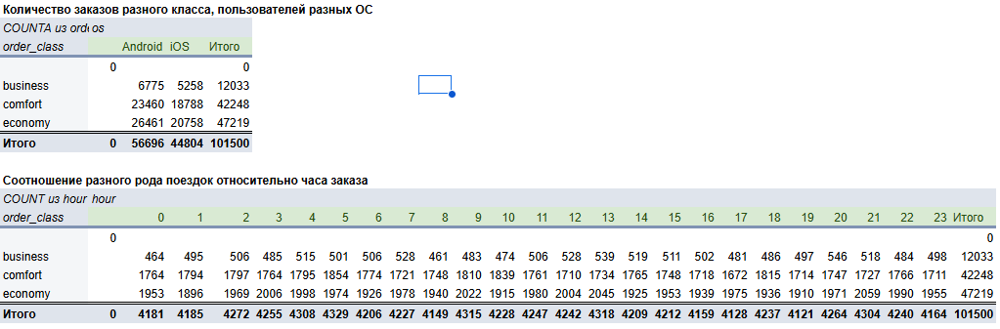 Количество заказов разного класса, пользователей разных ОС
COUNTA из orde os
order_class Android iOS Итого
0 0
business 6775 5258 12033
comfort 23460 18788 42248
economy 26461 20758 47219
Итого 0 56696 44804 101500
Соотношение разного рода поездок относительно часа заказа
COUNT из hour hour
order_class 0 1 2 3 4 5 6 7 8 9 10 11 12 13 14 15 16 17 18 19 20 21 22 23 Итого
0 0
business 464 495 506 485 515 501 506 528 461 483 474 506 528 539 519 511 502 481 486 497 546 518 484 498 12033
comfort 1764 1794 1797 1764 1795 1854 1774 1721 1748 1810 1839 1761 1710 1734 1765 1748 1718 1672 1815 1714 1747 1727 1766 1711 42248
economy 1953 1896 1969 2006 1998 1974 1926 1978 1940 2022 1915 1980 2004 2045 1925 1953 1939 1975 1936 1910 1971 2059 1990 1955 47219
Итого 0 4181 4185 4272 4255 4308 4329 4206 4227 4149 4315 4228 4247 4242 4318 4209 4212 4159 4128 4237 4121 4264 4304 4240 4164 101500